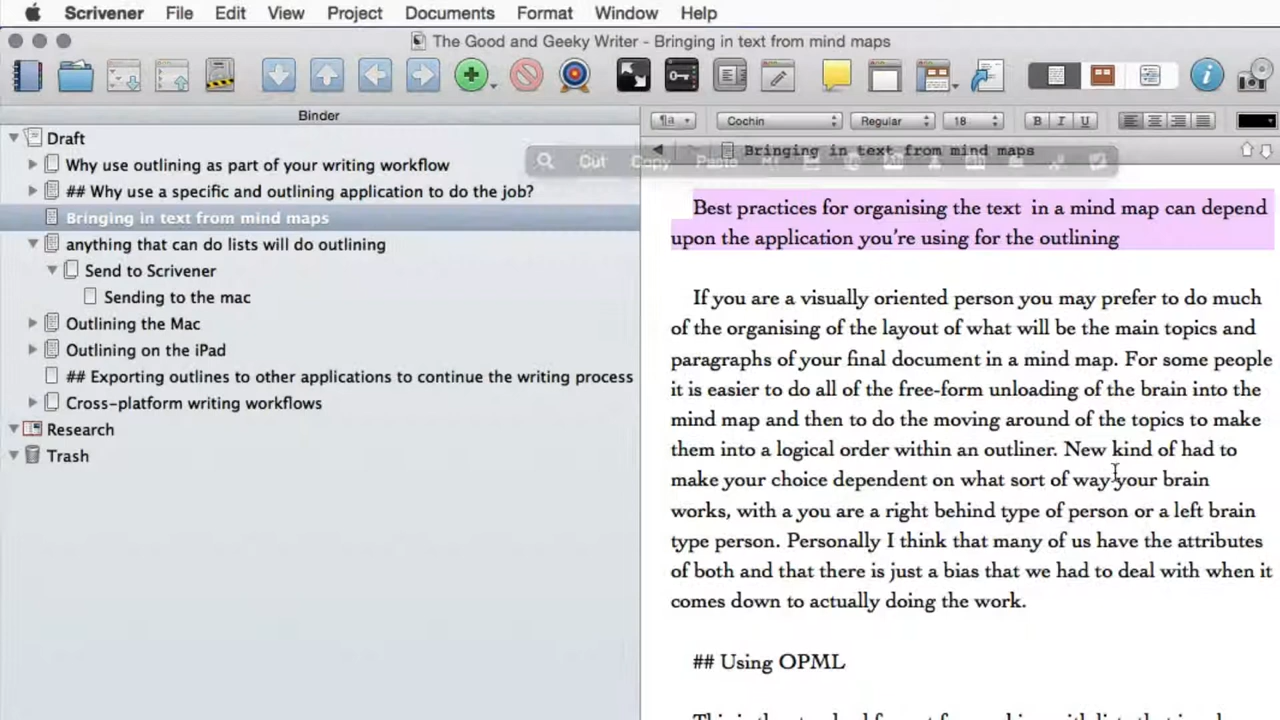 Scrivener File Edit View Project Documents Format Window Help
The Good and Geeky Writer - Bringing in text from mind maps
Binder
Draft
Why use outlining as part of your writing workflow
## Why use a specific and outlining application to do the job?
Bringing in text from mind maps
anything that can do lists will do outlining
Send to Scrivener
Sending to the mac
Outlining the Mac
Outlining on the iPad
## Exporting outlines to other applications to continue the writing process
Cross-platform writing workflows
Research
Trash
Cochin Regular 18 B I U
Bringing in text from mind maps
Cut Copy Paste
Best practices for organising the text  in a mind map can depend
upon the application you're using for the outlining
If you are a visually oriented person you may prefer to do much
of the organising of the layout of what will be the main topics and
paragraphs of your final document in a mind map. For some people
it is easier to do all of the free-form unloading of the brain into the
mind map and then to do the moving around of the topics to make
them into a logical order within an outliner. New kind of had to
make your choice dependent on what sort of way your brain
works, with a you are a right behind type of person or a left brain
type person. Personally I think that many of us have the attributes
of both and that there is just a bias that we had to deal with when it
comes down to actually doing the work.
## Using OPML